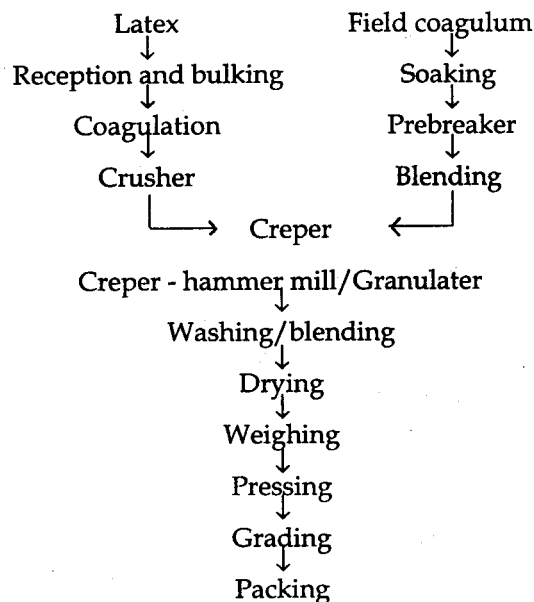 Latex Field coagulum
Reception and bulking Soaking
Coagulation Prebreaker
Crusher Blending
Creper
Creper - hammer mill/Granulater
Washing/blending
Drying
Weighing
Pressing
Grading
Packing